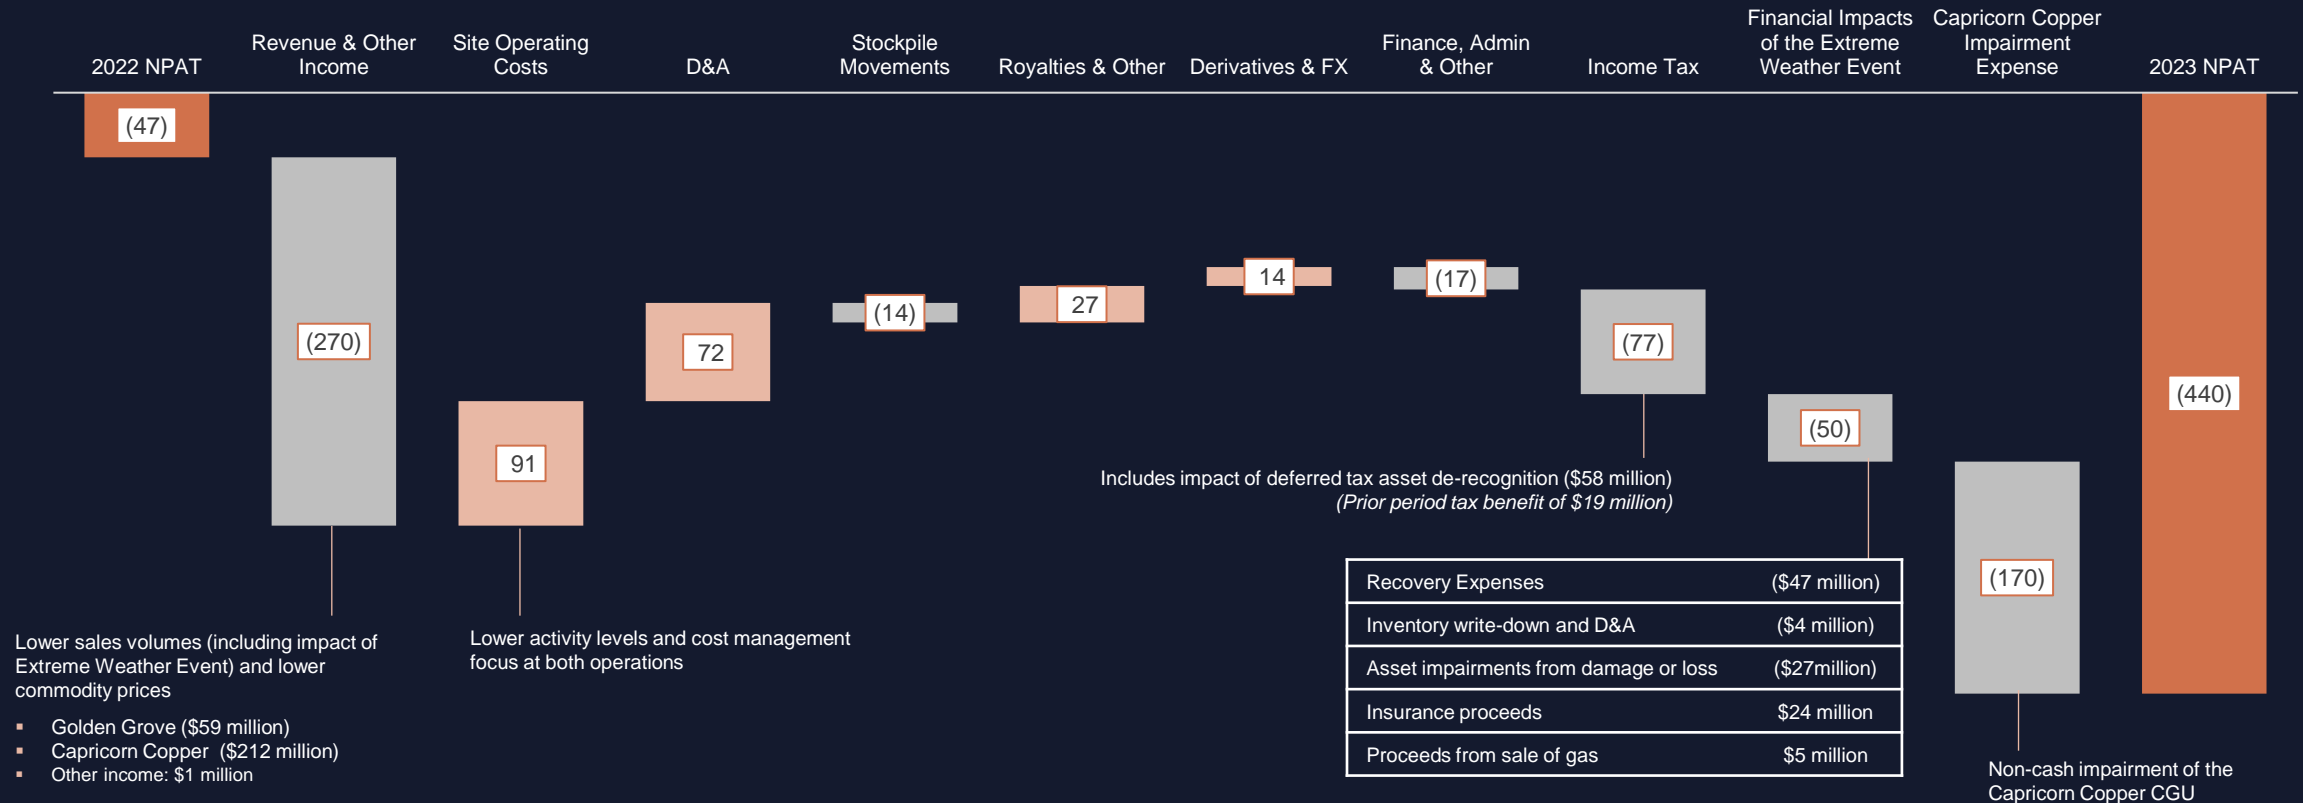 2022 NPAT
Revenue & Other
Income
Site Operating
Costs
D&A
Stockpile
Movements
Royalties & Other
Derivatives & FX
Finance, Admin
& Other
Income Tax
Financial Impacts
of the Extreme
Weather Event
Capricorn Copper
Impairment
Expense
2023 NPAT
(47)
(270)
91
72
(14)
27
14
(17)
(77)
(50)
(170)
(440)
Lower sales volumes (including impact of
Extreme Weather Event) and lower
commodity prices
▪ Golden Grove ($59 million)
▪ Capricorn Copper ($212 million)
▪ Other income: $1 million
Lower activity levels and cost management
focus at both operations
Includes impact of deferred tax asset de-recognition ($58 million)
(Prior period tax benefit of $19 million)
Recovery Expenses ($47 million)
Inventory write-down and D&A ($4 million)
Asset impairments from damage or loss ($27million)
Insurance proceeds $24 million
Proceeds from sale of gas $5 million
Non-cash impairment of the
Capricorn Copper CGU